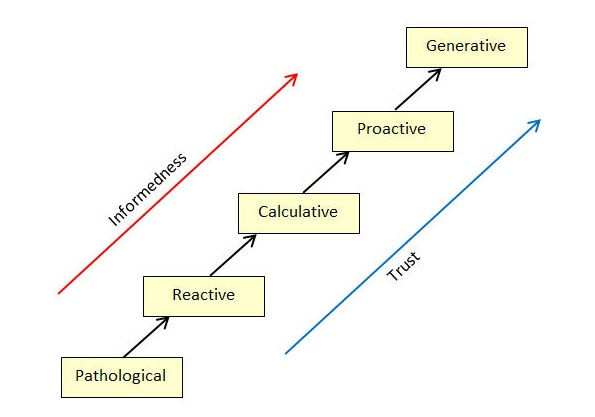 Generative
Proactive
Informedness
Calculative
Trust
Reactive
Pathological